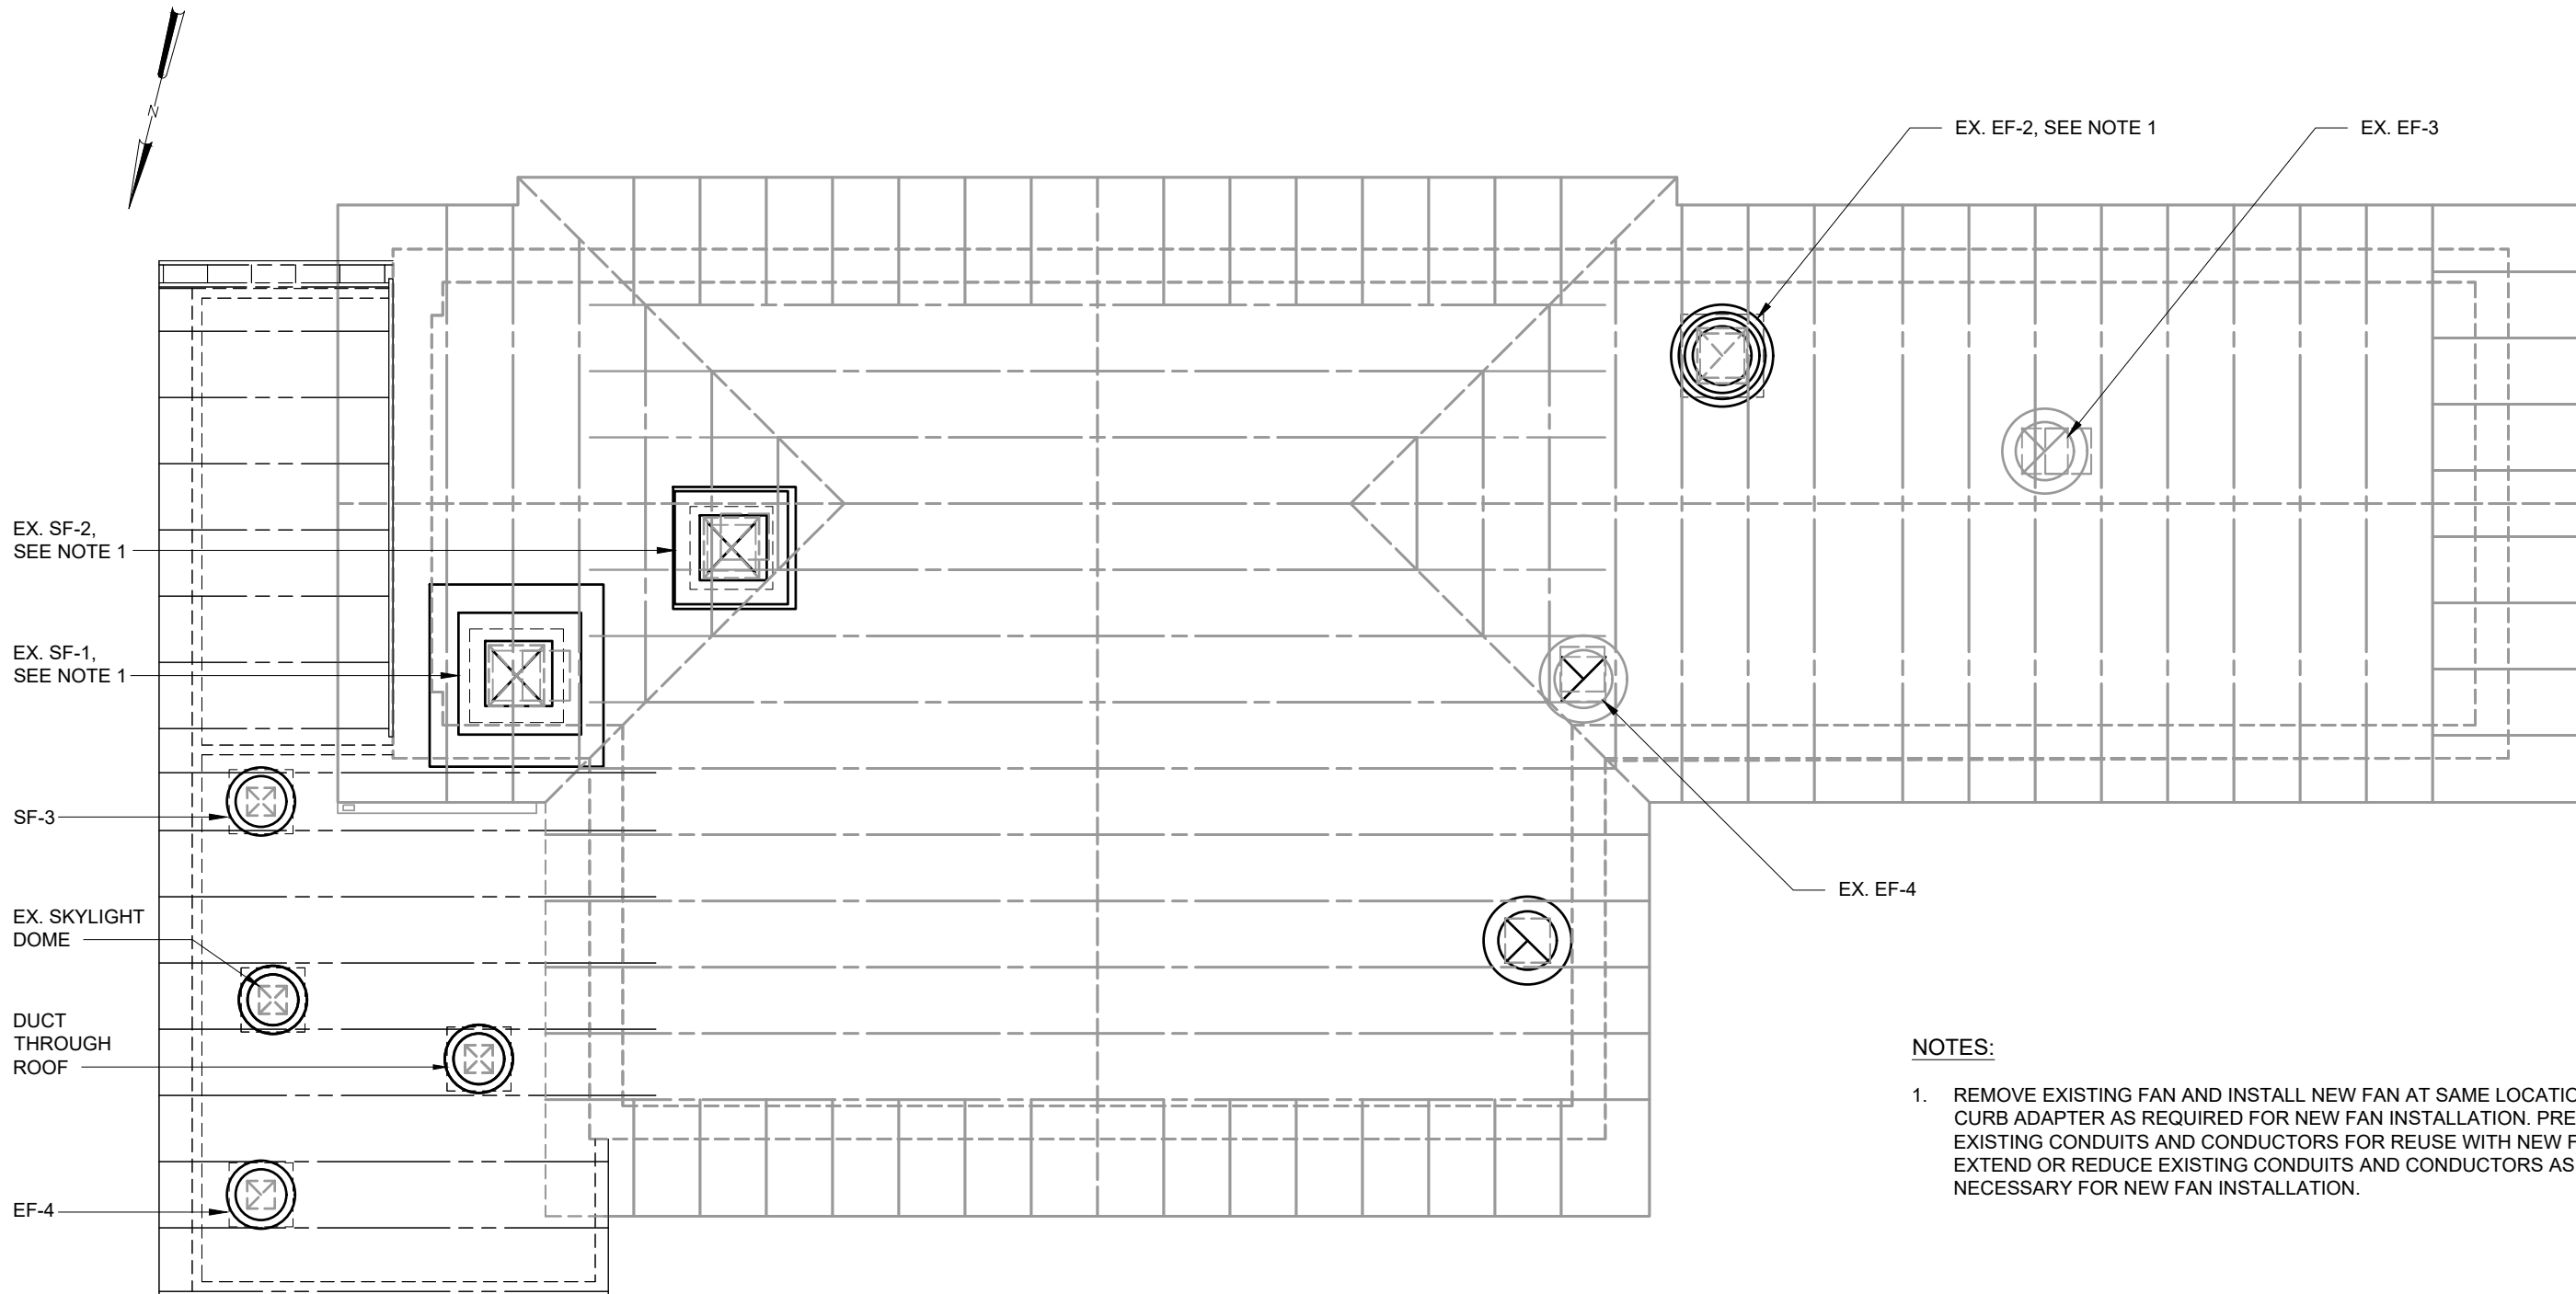 N
EX. EF-2, SEE NOTE 1
EX. EF-3
EX. SF-2,
SEE NOTE 1
EX. SF-1,
SEE NOTE 1
SF-3
EX. SKYLIGHT
DOME
DUCT
THROUGH
ROOF
EF-4
EX. EF-4
NOTES:
1. REMOVE EXISTING FAN AND INSTALL NEW FAN AT SAME
CURB ADAPTER AS REQUIRED FOR NEW FAN INSTALLATION.
EXISTING CONDUITS AND CONDUCTORS FOR REUSE WITH NEW
EXTEND OR REDUCE EXISTING CONDUITS AND CONDUCTORS AS
NECESSARY FOR NEW FAN INSTALLATION.